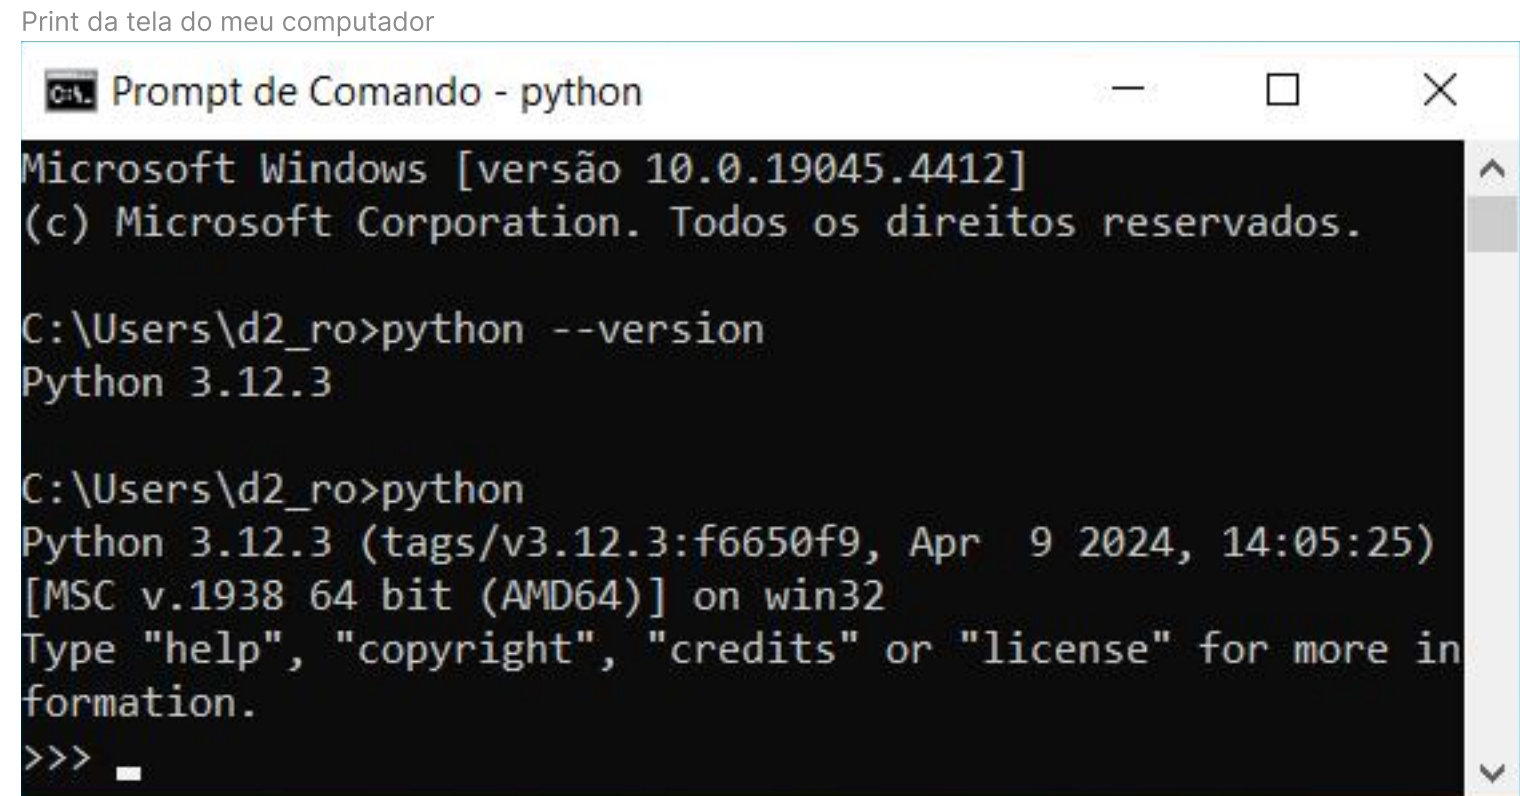 Print da tela do meu computador
C:\. Prompt de Comando - python
Microsoft Windows [versão 10.0.19045.4412]
(c) Microsoft Corporation. Todos os direitos reservados.
C:\Users\d2_ro>python --version
Python 3.12.3
C:\Users\d2_ro>python
Python 3.12.3 (tags/v3.12.3:f6650f9, Apr  9 2024, 14:05:25)
[MSC v.1938 64 bit (AMD64)] on win32
Type "help", "copyright", "credits" or "license" for more in
formation.
>>> _